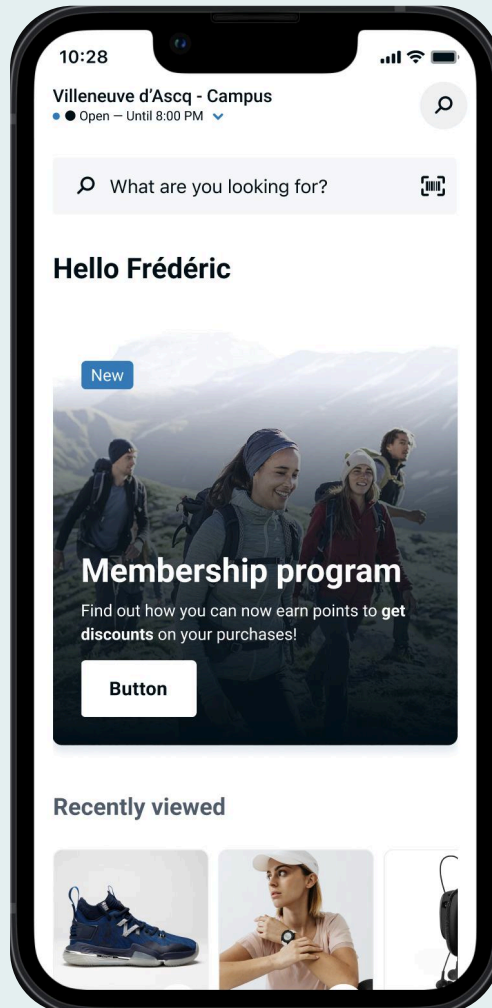 10:28
Villeneuve d’Ascq - Campus
Open — Until 8:00 PM
What are you looking for?
Hello Frédéric
New
Membership program
Find out how you can now earn points to get
discounts on your purchases!
Button
Recently viewed
N